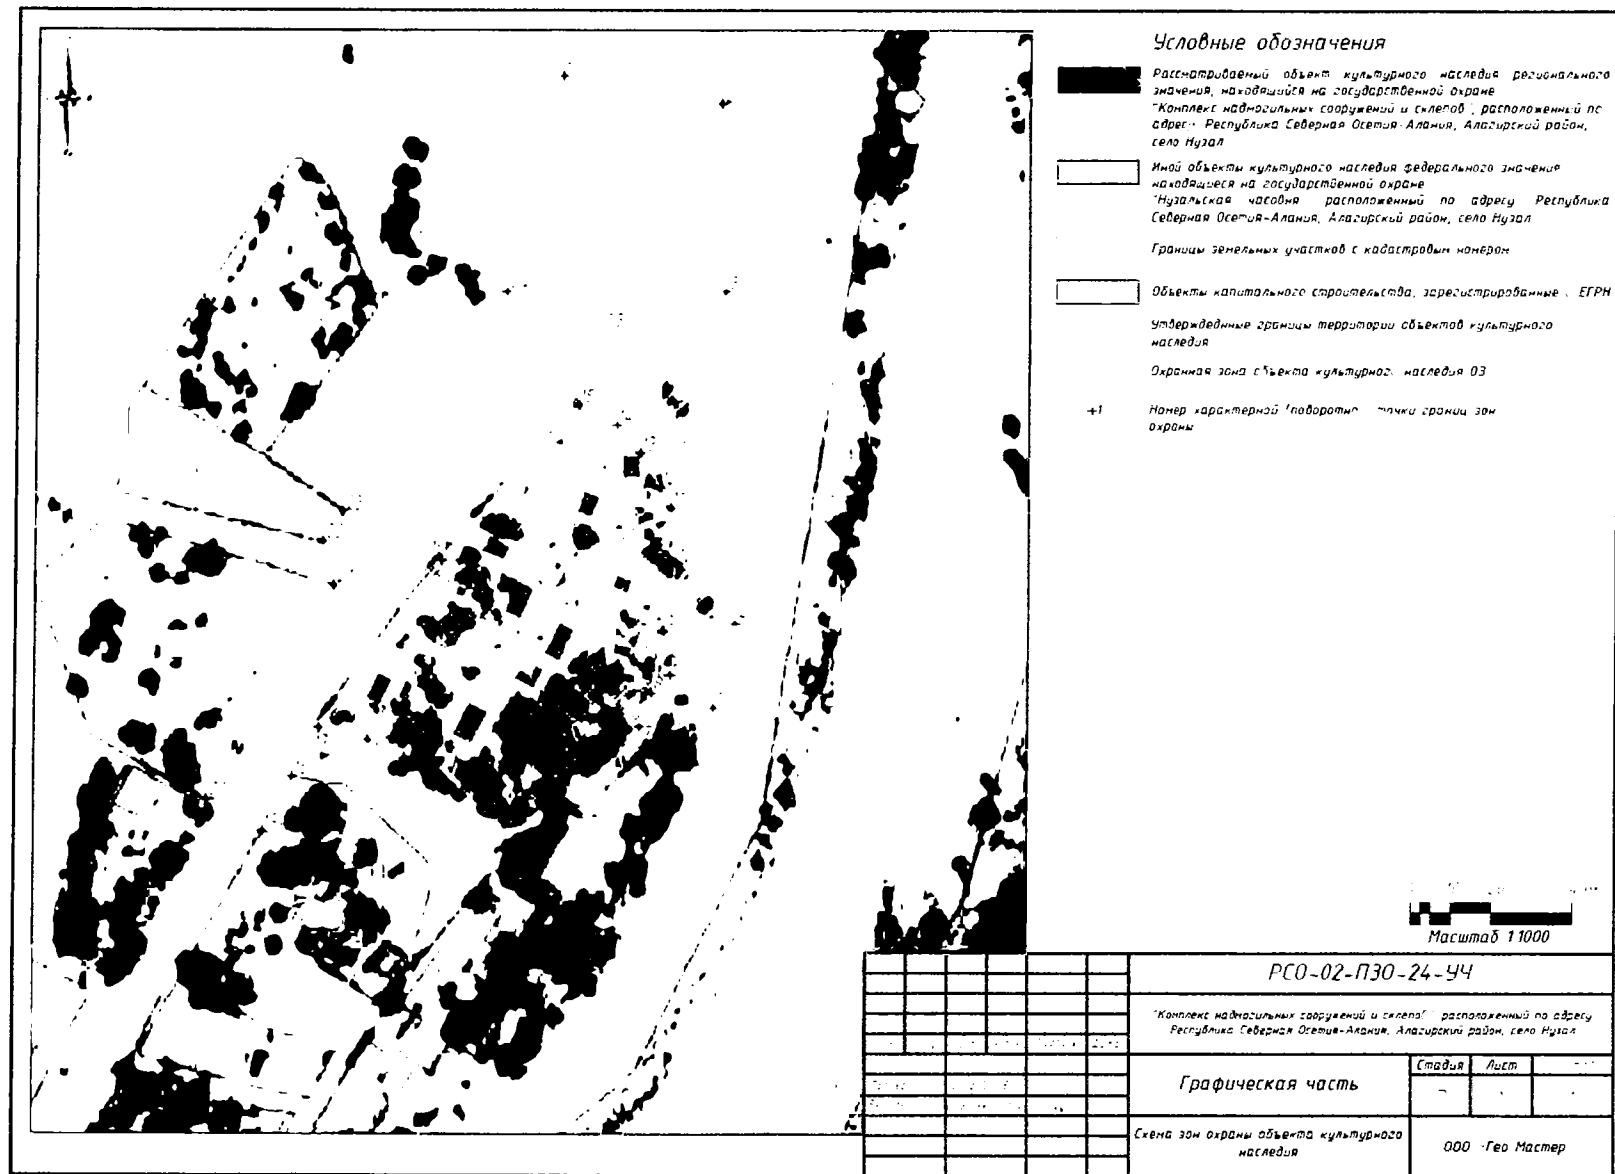 Условные обозначения
Рассматриваемый объект культурного наследия регионального
значения, находящийся на государственной охране
"Комплекс надмогильных сооружений и склепов", расположенный по
адресу Республика Северная Осетия-Алания, Алагирский район,
село Нузал
Иной объекты культурного наследия федерального значения
находящиеся на государственной охране
"Нузальская часовня расположенный по адресу Республика
Северная Осетия-Алания, Алагирский район, село Нузал
Границы земельных участков с кадастровым номером
Объекты капитального строительства, зарегистрированные ЕГРН
Утвержденные границы территории объектов культурного
наследия
Охранная зона объекта культурного наследия ОЗ
+1 Номер характерной (поворотной точки границ зон
охраны
Масштаб 1 1000
РСО-02-ПЗО-24-УЧ
"Комплекс надмогильных сооружений и склепов" расположенный по адресу
Республика Северная Осетия-Алания, Алагирский район, село Нузал
Графическая часть
Стадия Лист
Схема зон охраны объекта культурного
наследия
ООО Гео Мастер